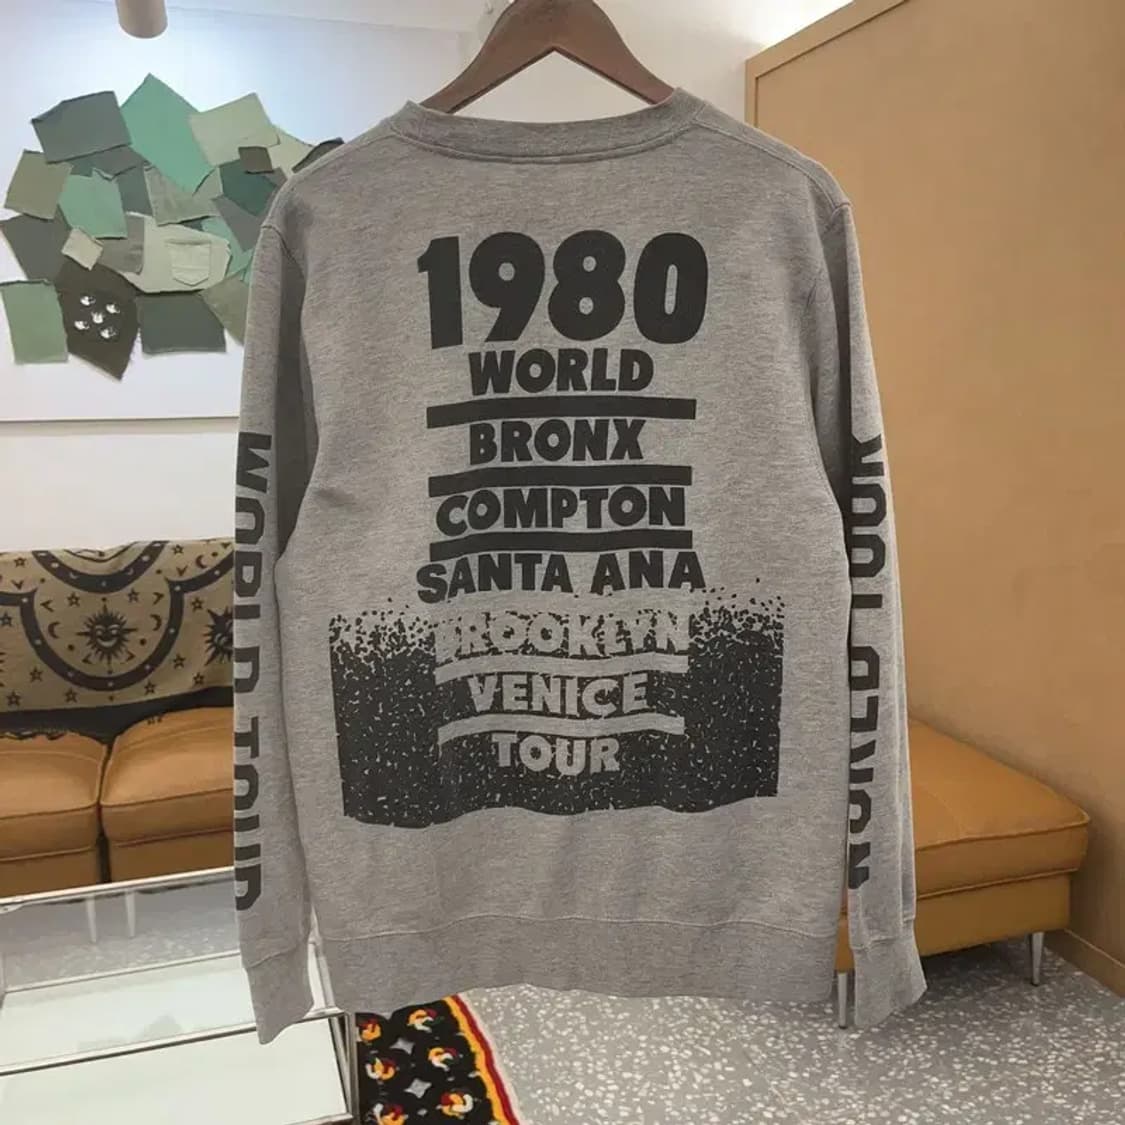 1980
WORLD
BRONX
COMPTON
SANTA ANA
BROOKLYN
VENICE
TOUR
WORLD TOUR
WORLD TOUR